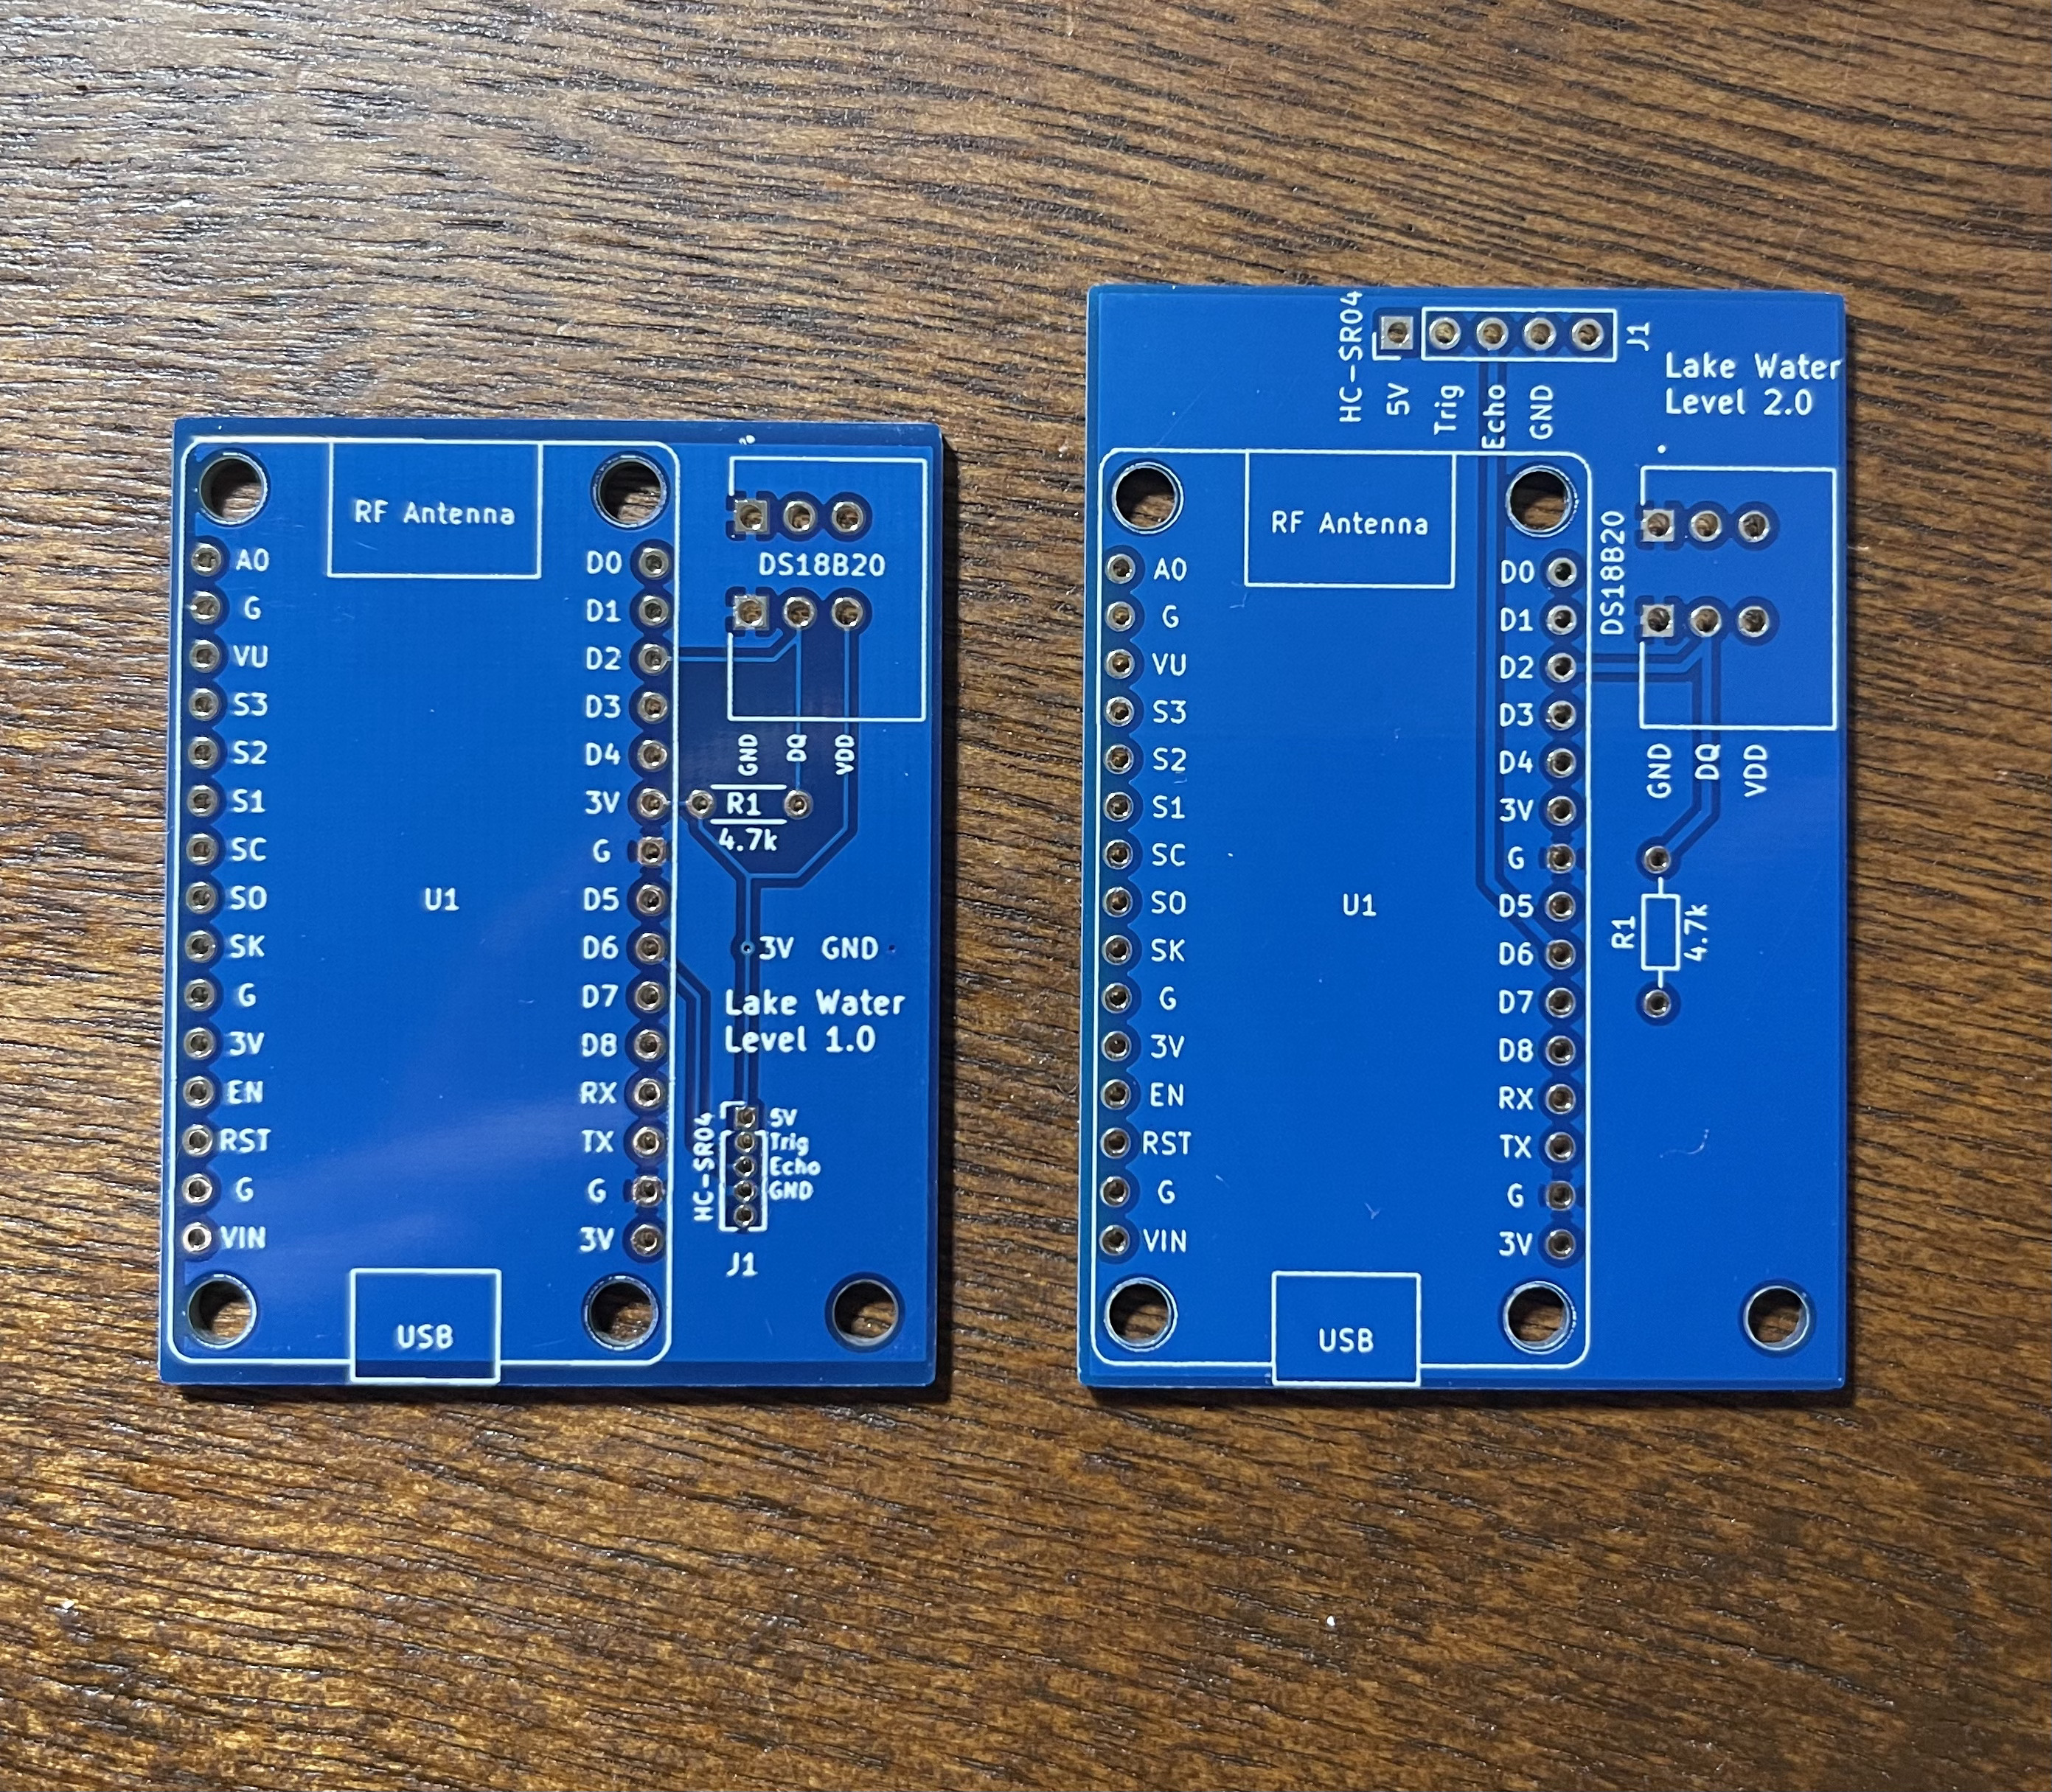 RF Antenna
A0
G
VU
S3
S2
S1
SC
SO
SK
G
3V
EN
RST
G
VIN
U1
USB
D0
D1
D2
D3
D4
3V
G
D5
D6
D7
D8
RX
TX
G
3V
DS18B20
GND
DQ
VDD
R1
4.7k
3V GND
Lake Water
Level 1.0
HC-SR04
5V
Trig
Echo
GND
J1
HC-SR04
5V
Trig
Echo
GND
J1
Lake Water
Level 2.0
RF Antenna
A0
G
VU
S3
S2
S1
SC
SO
SK
G
3V
EN
RST
G
VIN
U1
USB
D0
D1
D2
D3
D4
3V
G
D5
D6
D7
D8
RX
TX
G
3V
DS18B20
GND
DQ
VDD
R1
4.7k